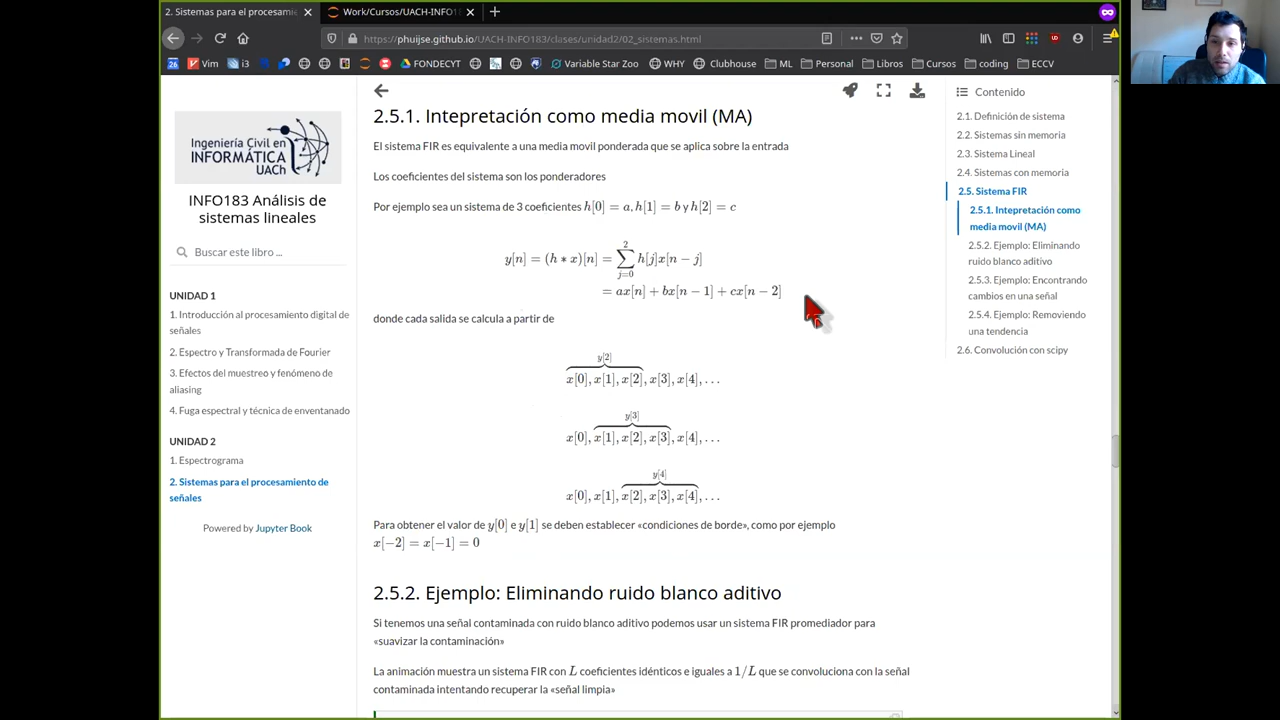 2. Sistemas para el procesami
Work/Cursos/UACH-INFO1
https://phuijse.github.io/UACH-INFO183/clases/unidad2/02_sistemas.html
Vim
i3
FONDECYT
Variable Star Zoo
WHY
Clubhouse
ML
Personal
Libros
Cursos
coding
ECCV
Ingeniería Civil en
INFORMÁTICA
UACh
INFO183 Análisis de
sistemas lineales
Buscar este libro ...
UNIDAD 1
1. Introducción al procesamiento digital de
señales
2. Espectro y Transformada de Fourier
3. Efectos del muestreo y fenómeno de
aliasing
4. Fuga espectral y técnica de enventanado
UNIDAD 2
1. Espectrograma
2. Sistemas para el procesamiento de
señales
Powered by Jupyter Book
2.5.1. Intepretación como media movil (MA)
El sistema FIR es equivalente a una media movil ponderada que se aplica sobre la entrada
Los coeficientes del sistema son los ponderadores
Por ejemplo sea un sistema de 3 coeficientes h[0] = a, h[1] = b y h[2] = c
y[n] = (h ∗ x)[n] = ∑_{j=0}^{2} h[j]x[n − j]
= ax[n] + bx[n − 1] + cx[n − 2]
donde cada salida se calcula a partir de
y[2]
x[0], x[1], x[2], x[3], x[4], …
y[3]
x[0], x[1], x[2], x[3], x[4], …
y[4]
x[0], x[1], x[2], x[3], x[4], …
Para obtener el valor de y[0] e y[1] se deben establecer «condiciones de borde», como por ejemplo
x[−2] = x[−1] = 0
2.5.2. Ejemplo: Eliminando ruido blanco aditivo
Si tenemos una señal contaminada con ruido blanco aditivo podemos usar un sistema FIR promediador para
«suavizar la contaminación»
La animación muestra un sistema FIR con L coeficientes idénticos e iguales a 1/L que se convoluciona con la señal
contaminada intentando recuperar la «señal limpia»
Contenido
2.1. Definición de sistema
2.2. Sistemas sin memoria
2.3. Sistema Lineal
2.4. Sistemas con memoria
2.5. Sistema FIR
2.5.1. Intepretación como
media movil (MA)
2.5.2. Ejemplo: Eliminando
ruido blanco aditivo
2.5.3. Ejemplo: Encontrando
cambios en una señal
2.5.4. Ejemplo: Removiendo
una tendencia
2.6. Convolución con scipy